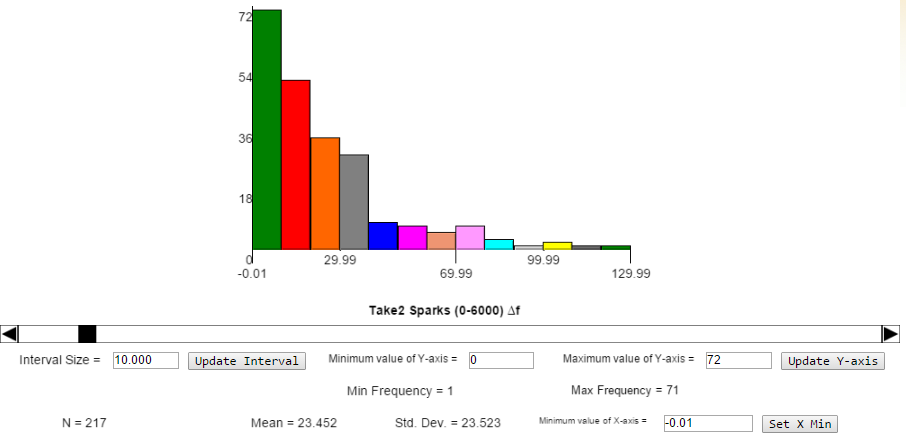 72
54
36
18
0
-0.01 29.99 69.99 99.99 129.99
Take2 Sparks (0-6000) Δf
Interval Size = 10.000 Update Interval Minimum value of Y-axis = 0 Maximum value of Y-axis = 72 Update Y-axis
Min Frequency = 1 Max Frequency = 71
N = 217 Mean = 23.452 Std. Dev. = 23.523 Minimum value of X-axis = -0.01 Set X Min